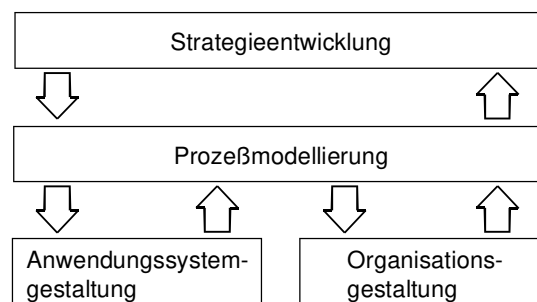 Strategieentwicklung
Prozeßmodellierung
Anwendungssystem-
gestaltung
Organisations-
gestaltung